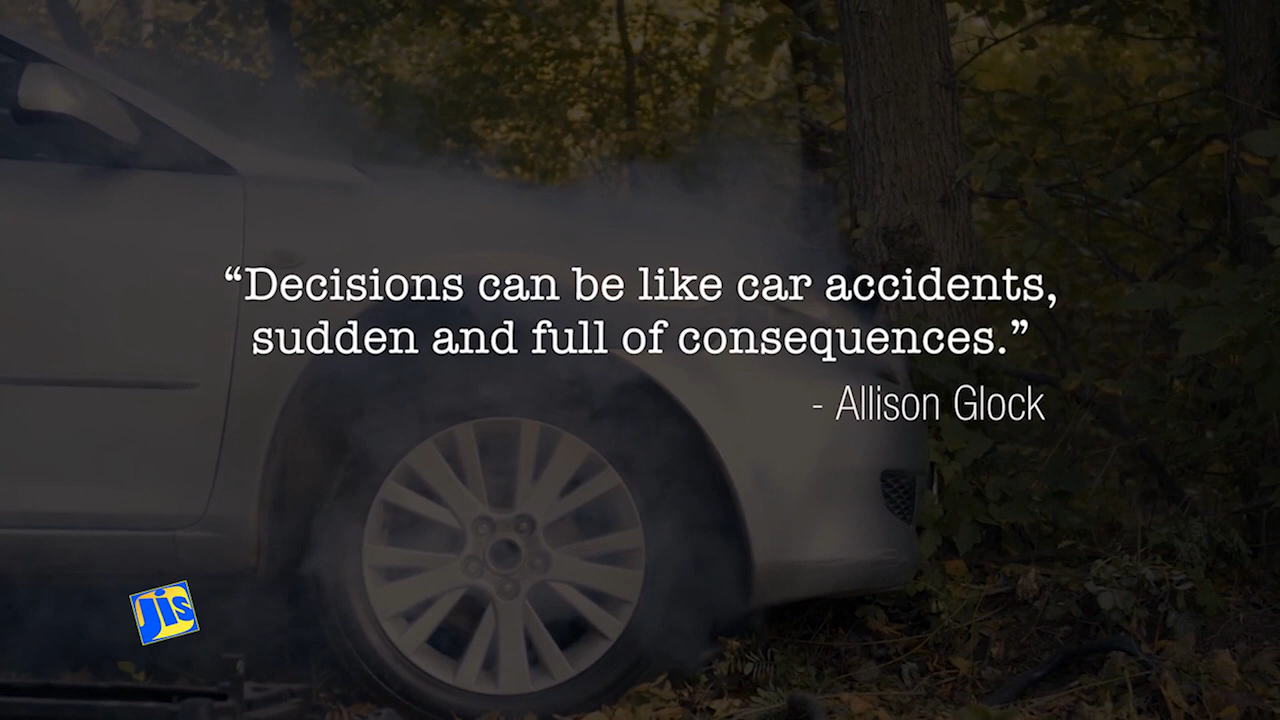 “Decisions can be like car accidents,
sudden and full of consequences.”
- Allison Glock
Jis